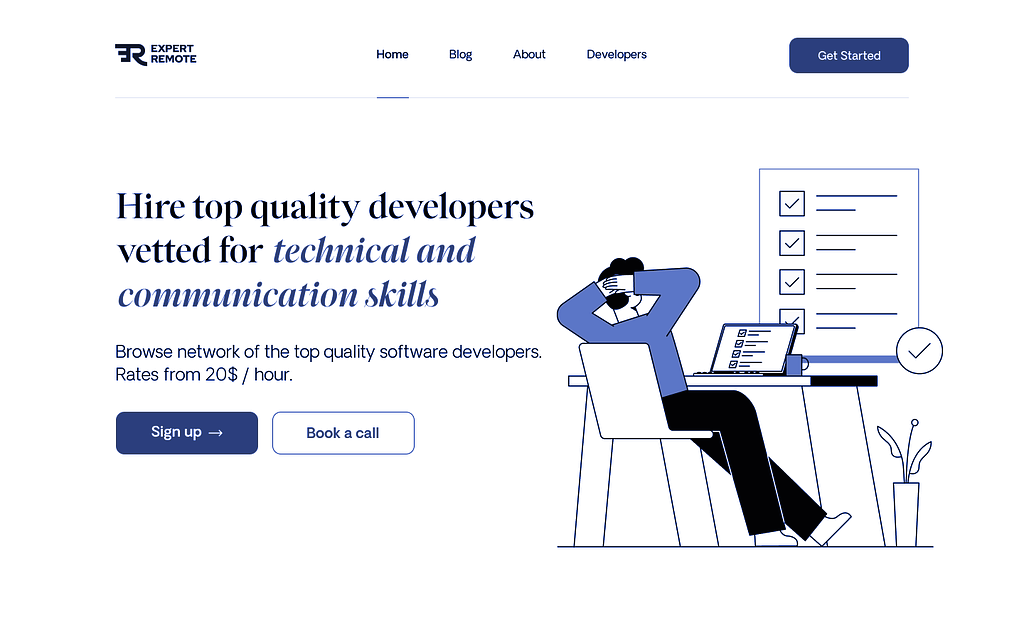 EXPERT
REMOTE
Home
Blog
About
Developers
Get Started
Hire top quality developers
vetted for technical and
communication skills
Browse network of the top quality software developers.
Rates from 20$ / hour.
Sign up →
Book a call